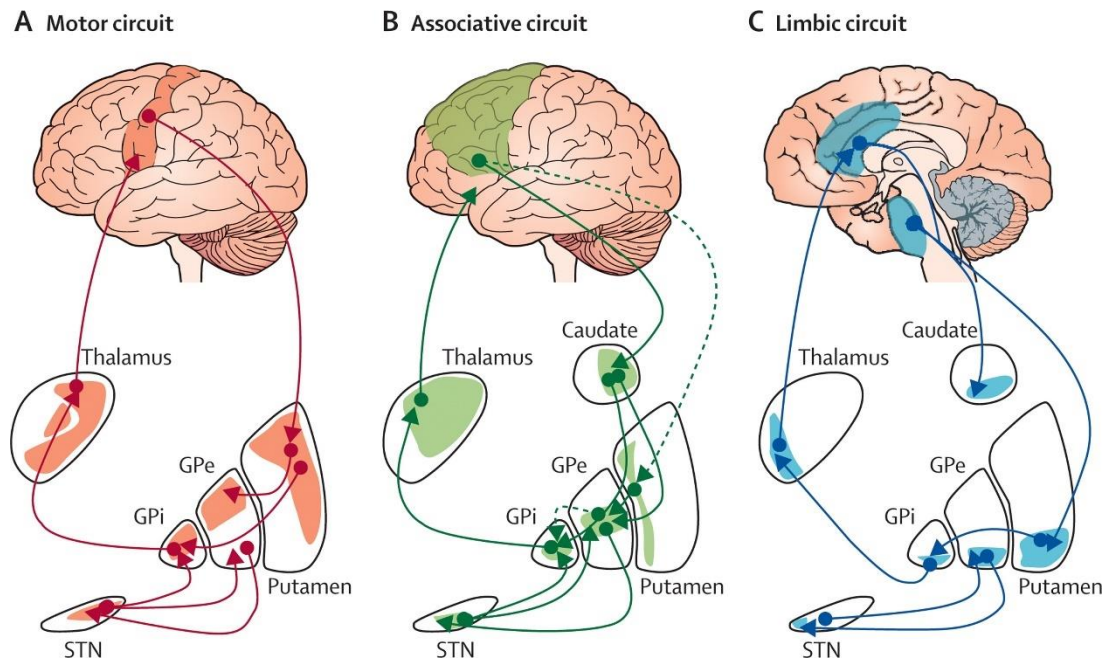 A Motor circuit
B Associative circuit
C Limbic circuit
Thalamus
GPe
GPi
Putamen
STN
Caudate
Thalamus
GPe
GPi
Putamen
STN
Caudate
Thalamus
GPe
GPi
Putamen
STN